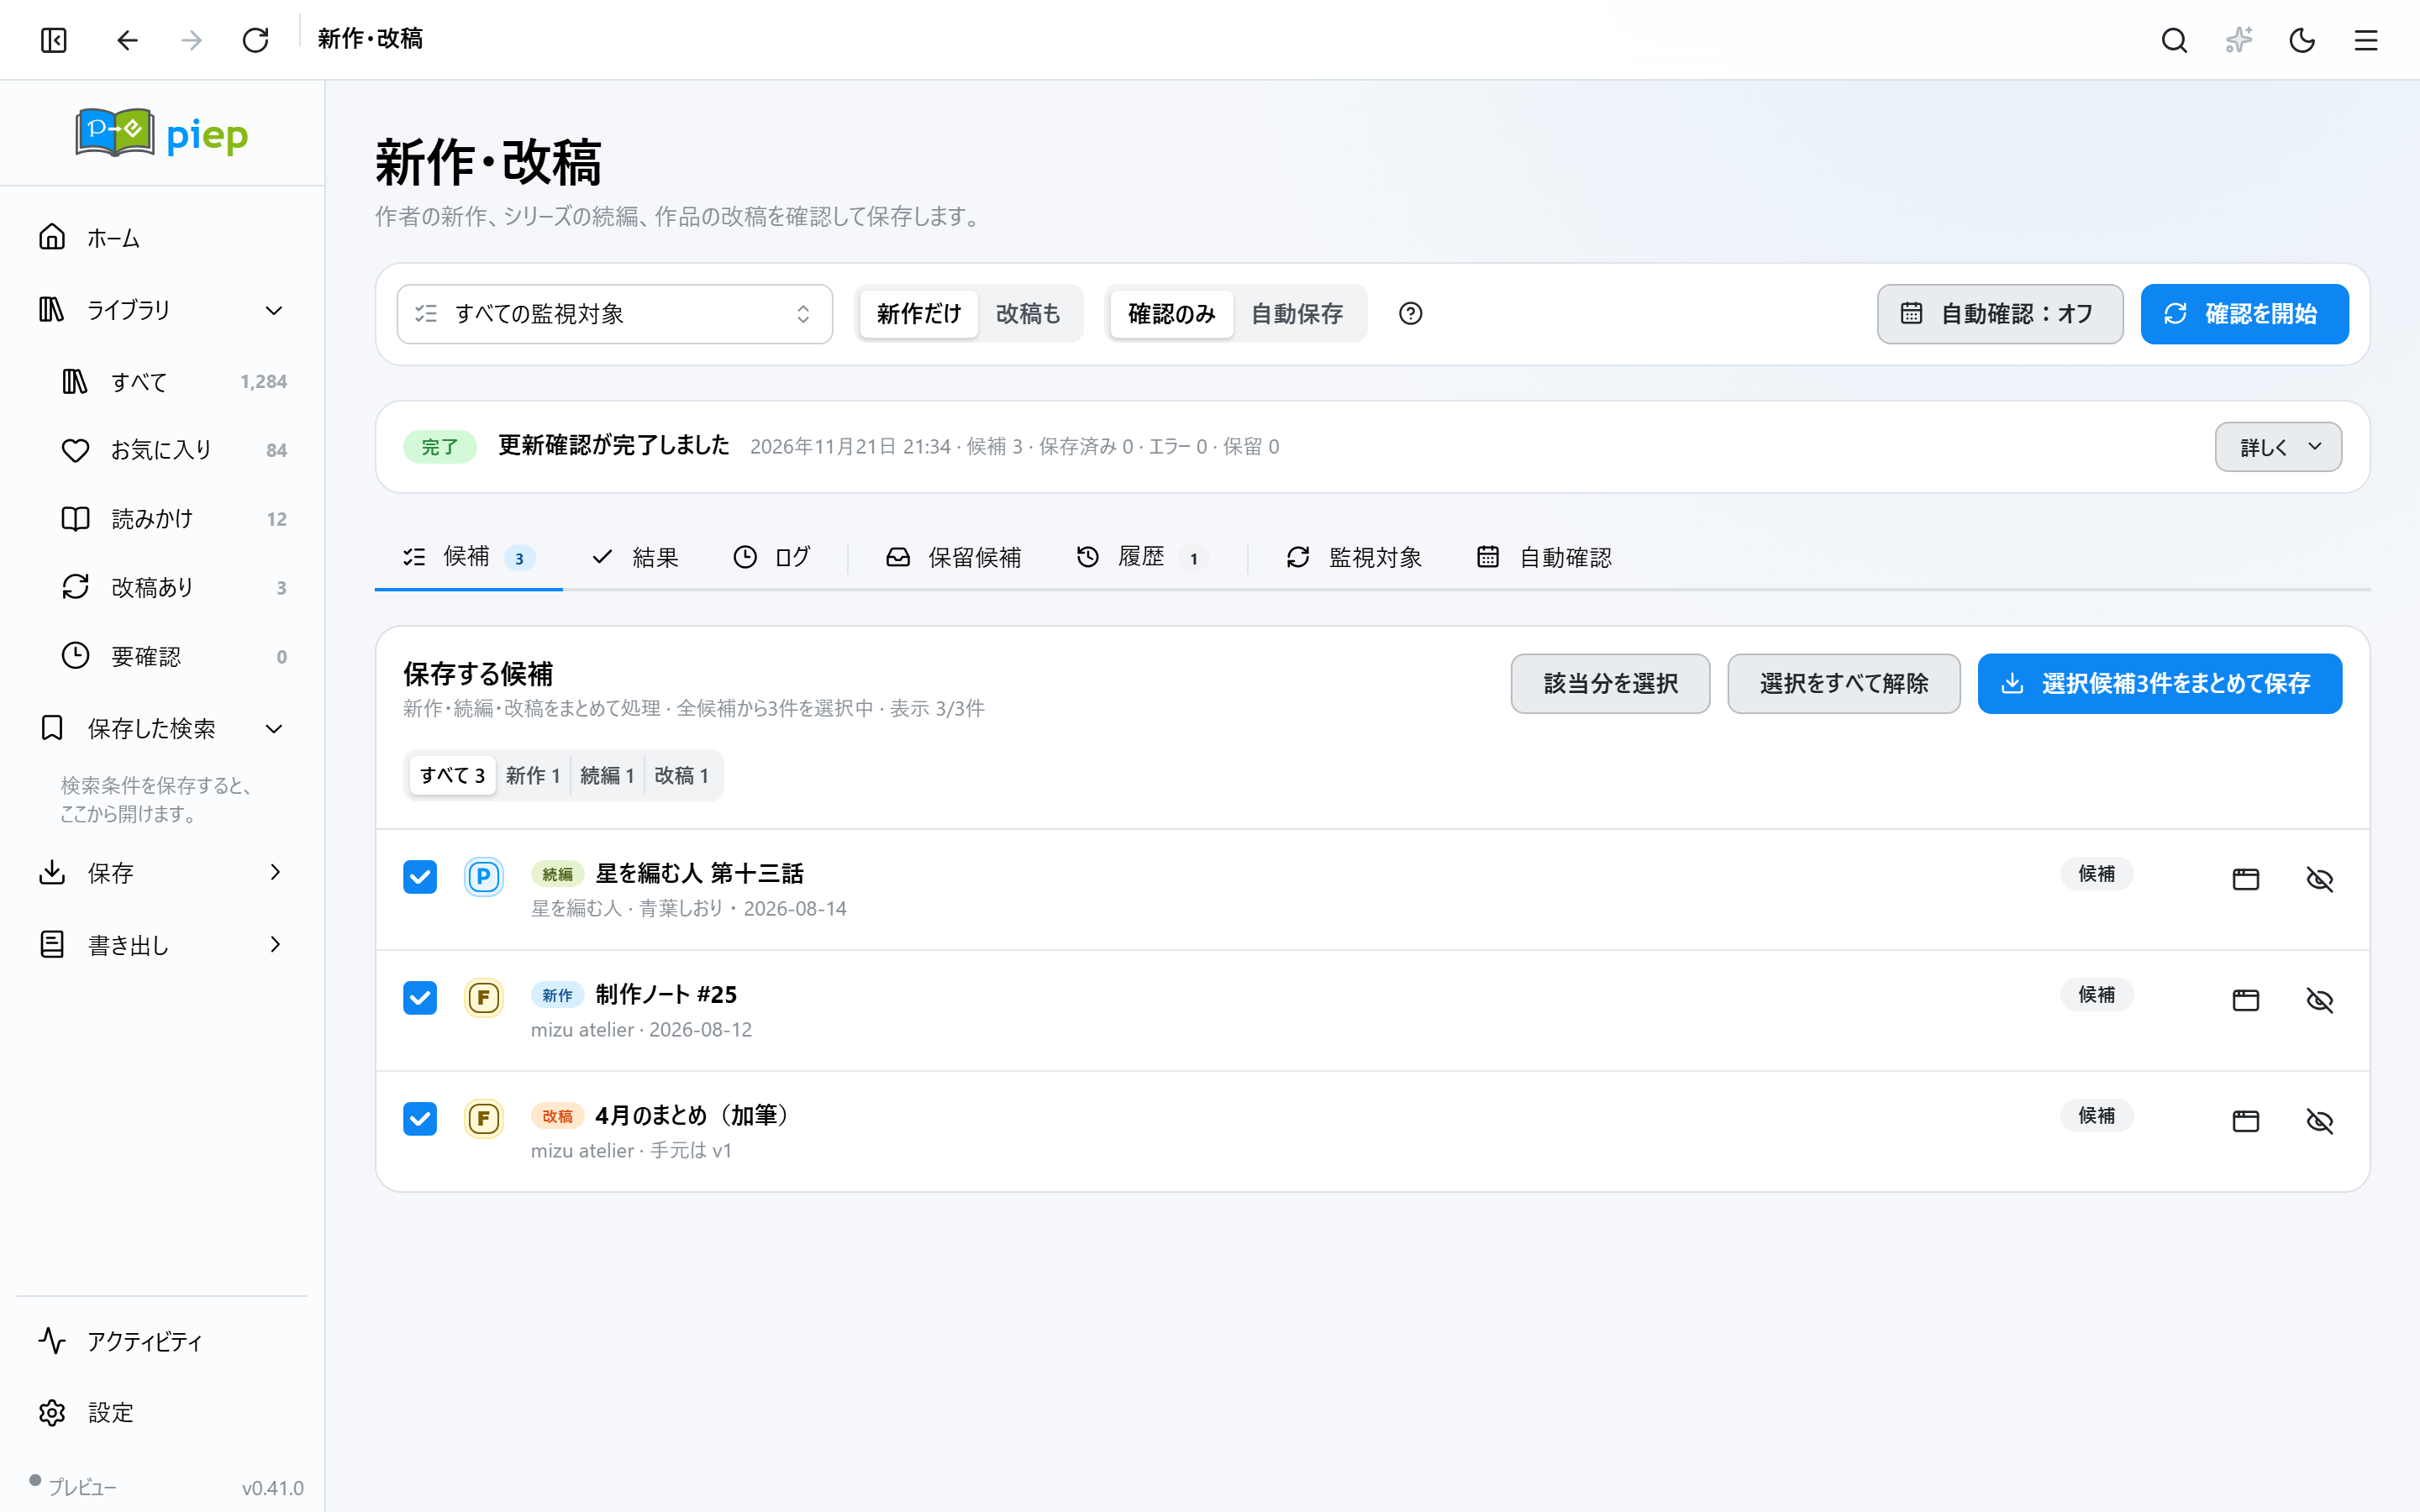 新作・改稿
piep
ホーム
ライブラリ
すべて 1,284
お気に入り 84
読みかけ 12
改稿あり 3
要確認 0
保存した検索
検索条件を保存すると、
ここから開けます。
保存
書き出し
アクティビティ
設定
プレビュー v0.41.0
新作・改稿
作者の新作、シリーズの続編、作品の改稿を確認して保存します。
すべての監視対象 新作だけ 改稿も 確認のみ 自動保存 自動確認：オフ 確認を開始
完了 更新確認が完了しました 2026年11月21日 21:34 · 候補 3 · 保存済み 0 · エラー 0 · 保留 0 詳しく
候補 3 結果 ログ 保留候補 履歴 1 監視対象 自動確認
保存する候補
新作・続編・改稿をまとめて処理 · 全候補から3件を選択中 · 表示 3/3件
該当分を選択 選択をすべて解除 選択候補3件をまとめて保存
すべて 3 新作 1 続編 1 改稿 1
P 続編 星を編む人 第十三話 候補
星を編む人 · 青葉しおり・2026-08-14
F 新作 制作ノート #25 候補
mizu atelier · 2026-08-12
F 改稿 4月のまとめ（加筆） 候補
mizu atelier · 手元は v1